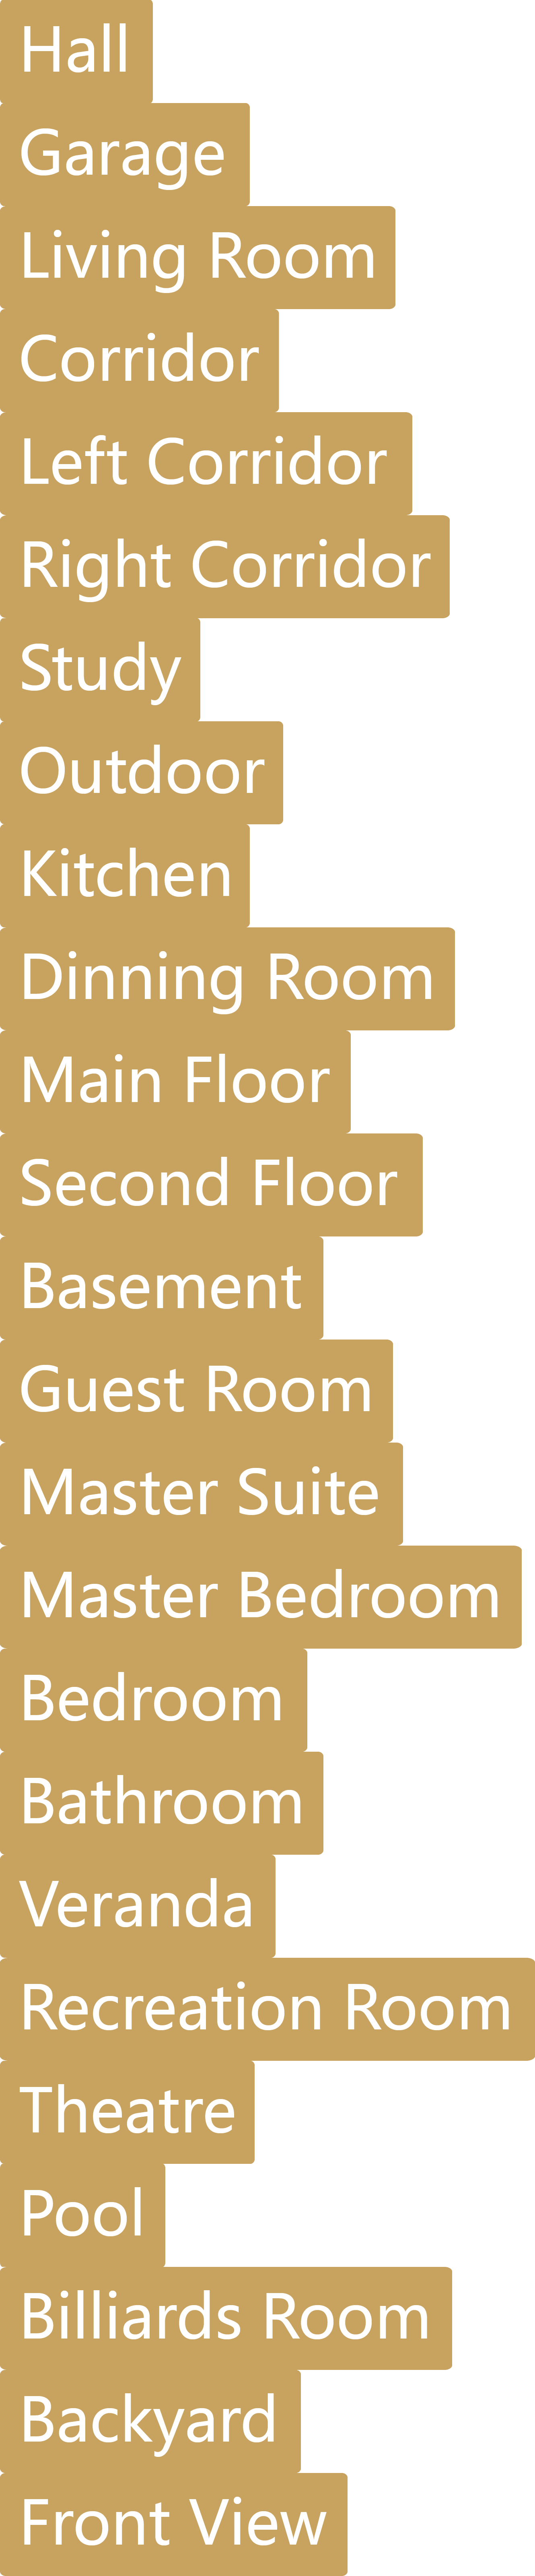 Hall
Garage
Living Room
Corridor
Left Corridor
Right Corridor
Study
Outdoor
Kitchen
Dinning Room
Main Floor
Second Floor
Basement
Guest Room
Master Suite
Master Bedroom
Bedroom
Bathroom
Veranda
Recreation Room
Theatre
Pool
Billiards Room
Backyard
Front View